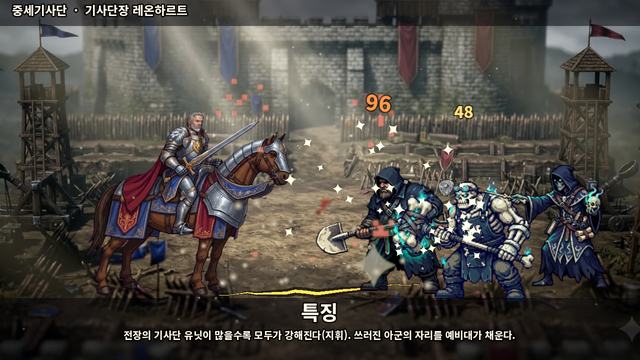 중세기사단 · 기사단장 레온하르트
96
48
특징
전장의 기사단 유닛이 많을수록 모두가 강해진다(지휘). 쓰러진 아군의 자리를 예비대가 채운다.